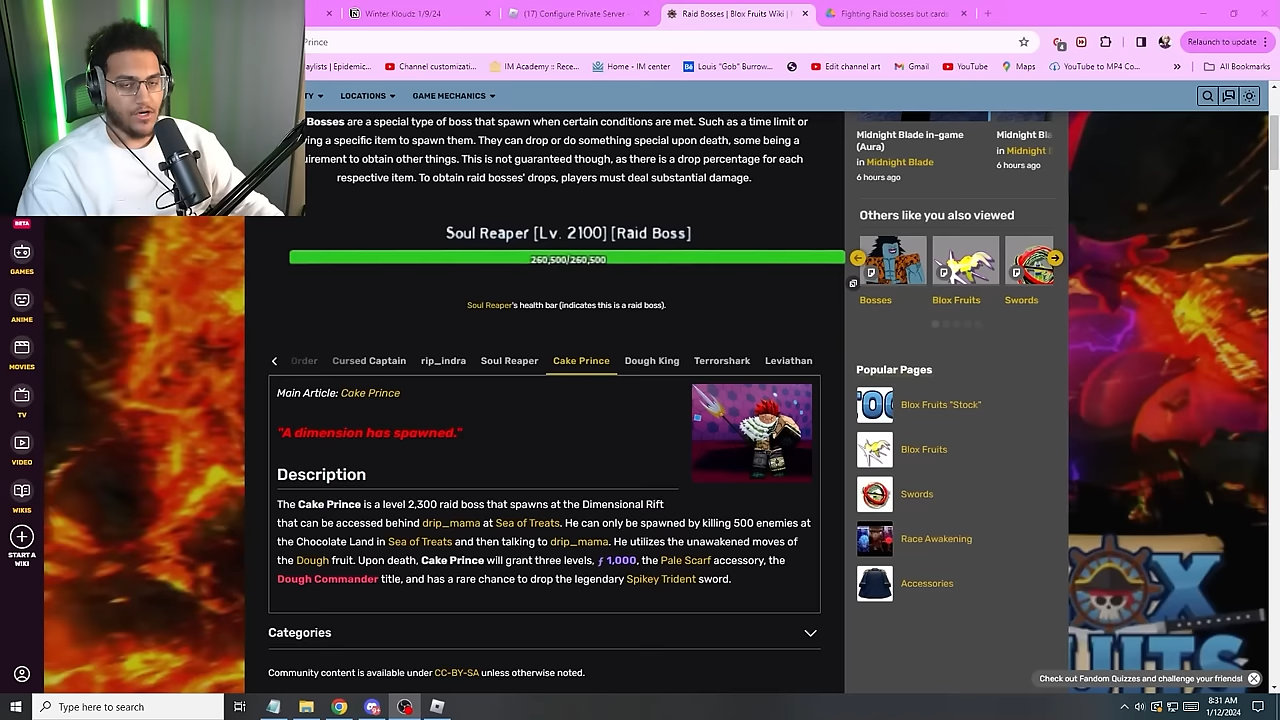 Winter Kloudz 1/9/24
(17) Configure Private Server -
Raid Bosses | Blox Fruits Wiki |
Fighting Raid bosses but card
Prince
Relaunch to update
aylists | Epidemic...
Channel customizati...
IM Academy :: Rece...
Home - IM center
Louis "Gob" Burrow...
Edit channel art
Gmail
YouTube
Maps
YouTube to MP4 Co...
All Bookmarks
TY
LOCATIONS
GAME MECHANICS
Bosses are a special type of boss that spawn when certain conditions are met. Such as a time limit or
ing a specific item to spawn them. They can drop or do something special upon death, some being a
uirement to obtain other things. This is not guaranteed though, as there is a drop percentage for each
respective item. To obtain raid bosses' drops, players must deal substantial damage.
Midnight Blade in-game
(Aura)
in Midnight Blade
6 hours ago
Midnight Bla
in Midnight
6 hours ago
Others like you also viewed
Bosses
Blox Fruits
Swords
Soul Reaper [Lv. 2100] [Raid Boss]
260,500/260,500
Soul Reaper's health bar (indicates this is a raid boss).
Order
Cursed Captain
rip_indra
Soul Reaper
Cake Prince
Dough King
Terrorshark
Leviathan
Main Article: Cake Prince
"A dimension has spawned."
Description
The Cake Prince is a level 2,300 raid boss that spawns at the Dimensional Rift
that can be accessed behind drip_mama at Sea of Treats. He can only be spawned by killing 500 enemies at
the Chocolate Land in Sea of Treats and then talking to drip_mama. He utilizes the unawakened moves of
the Dough fruit. Upon death, Cake Prince will grant three levels, ƒ 1,000, the Pale Scarf accessory, the
Dough Commander title, and has a rare chance to drop the legendary Spikey Trident sword.
Categories
Community content is available under CC-BY-SA unless otherwise noted.
Popular Pages
Blox Fruits "Stock"
Blox Fruits
Swords
Race Awakening
Accessories
BETA
GAMES
ANIME
MOVIES
TV
VIDEO
WIKIS
START A
WIKI
Check out Fandom Quizzes and challenge your friends!
Type here to search
8:31 AM
1/12/2024